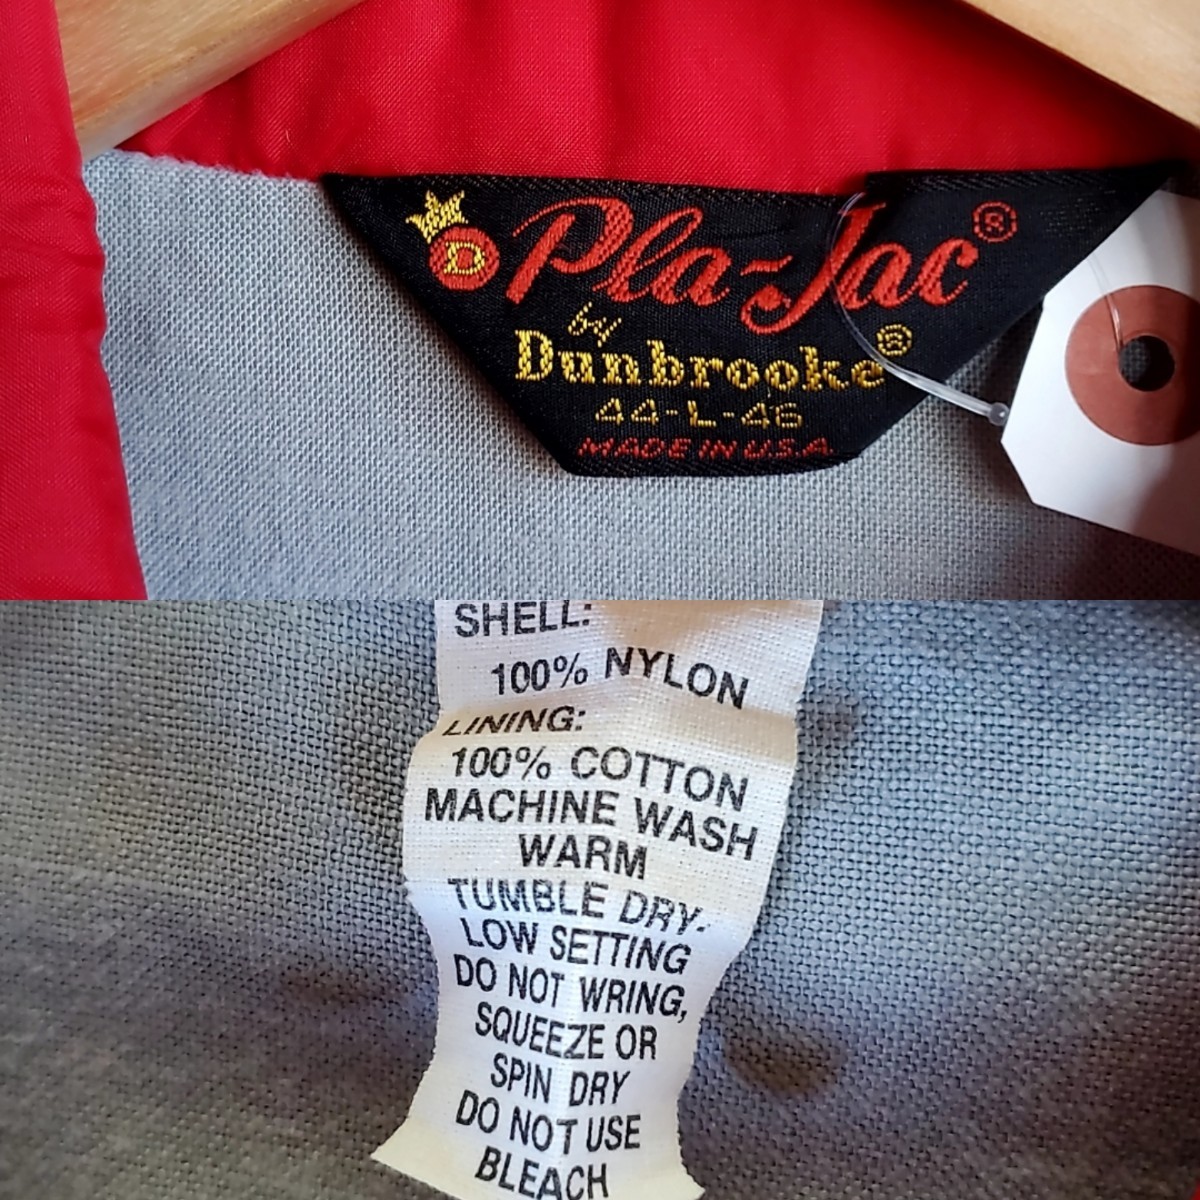 D Pla-Jac®
by
Dunbrooke®
44-L-46
MADE IN U.S.A.
SHELL:
100% NYLON
LINING:
100% COTTON
MACHINE WASH
WARM
TUMBLE DRY-
LOW SETTING
DO NOT WRING,
SQUEEZE OR
SPIN DRY
DO NOT USE
BLEACH